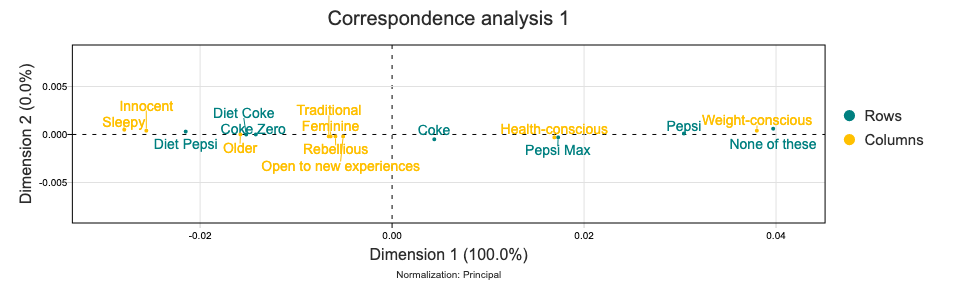 Correspondence analysis 1
Dimension 2 (0.0%)
0.005
0.000
-0.005
Innocent
Sleepy
Diet Pepsi
Diet Coke
Coke Zero
Older
Traditional
Feminine
Rebellious
Open to new experiences
Coke
Health-conscious
Pepsi Max
Pepsi
Weight-conscious
None of these
Rows
Columns
-0.02
0.00
0.02
0.04
Dimension 1 (100.0%)
Normalization: Principal